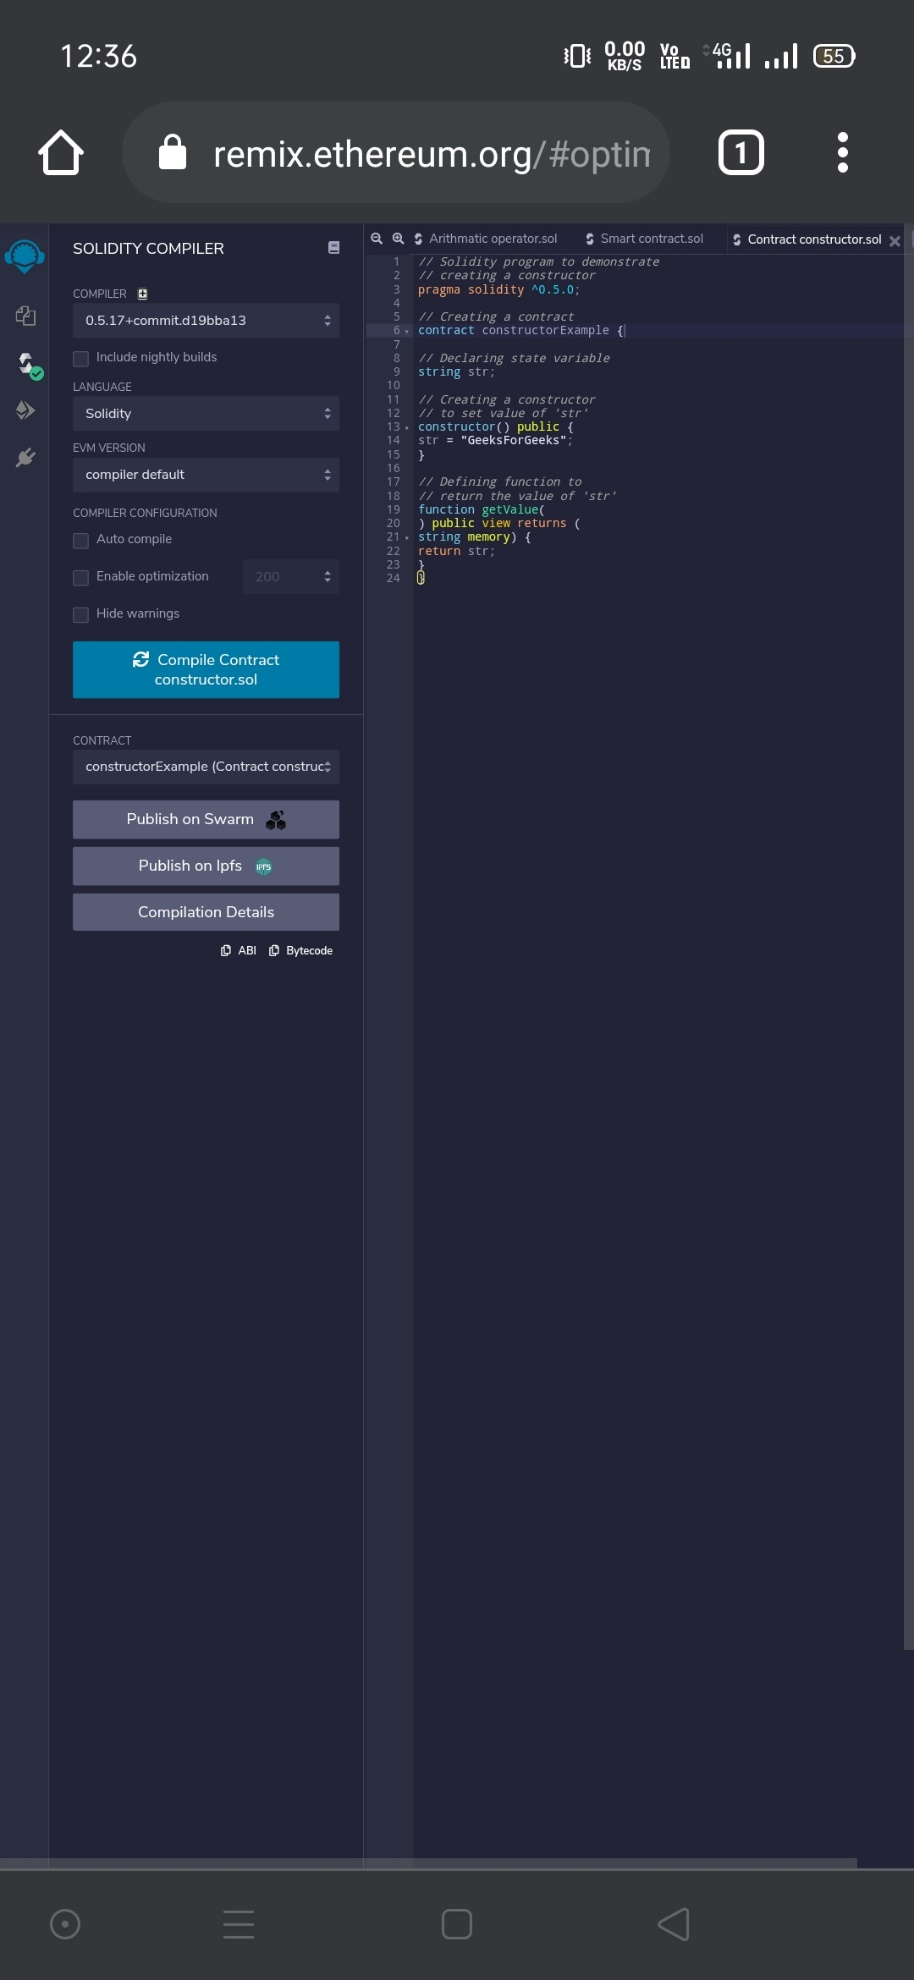 12:36
0.00
KB/S
Vo
LTE
4G
55
remix.ethereum.org/#optin
1
SOLIDITY COMPILER
COMPILER
0.5.17+commit.d19bba13
Include nightly builds
LANGUAGE
Solidity
EVM VERSION
compiler default
COMPILER CONFIGURATION
Auto compile
Enable optimization
200
Hide warnings
Compile Contract
constructor.sol
CONTRACT
constructorExample (Contract construc
Publish on Swarm
Publish on Ipfs
IPFS
Compilation Details
ABI
Bytecode
Arithmatic operator.sol
Smart contract.sol
Contract constructor.sol
1 // Solidity program to demonstrate
2 // creating a constructor
3 pragma solidity ^0.5.0;
4
5 // Creating a contract
6 contract constructorExample {
7
8 // Declaring state variable
9 string str;
10
11 // Creating a constructor
12 // to set value of 'str'
13 constructor() public {
14 str = "GeeksForGeeks";
15 }
16
17 // Defining function to
18 // return the value of 'str'
19 function getValue(
20 ) public view returns (
21 string memory) {
22 return str;
23 }
24 }